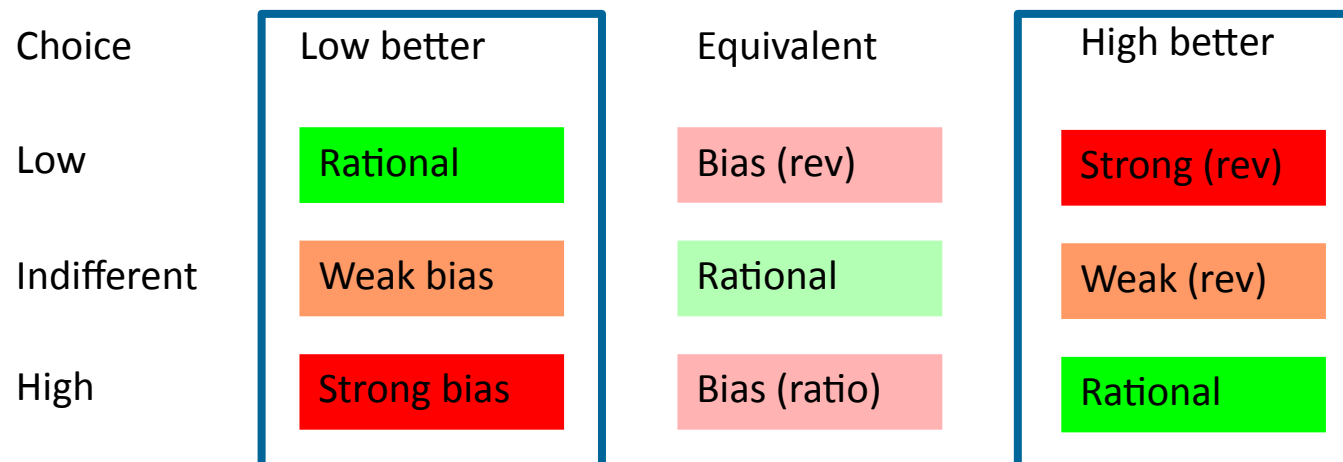 Choice Low better Equivalent High better
Low Rational Bias (rev) Strong (rev)
Indifferent Weak bias Rational Weak (rev)
High Strong bias Bias (ratio) Rational